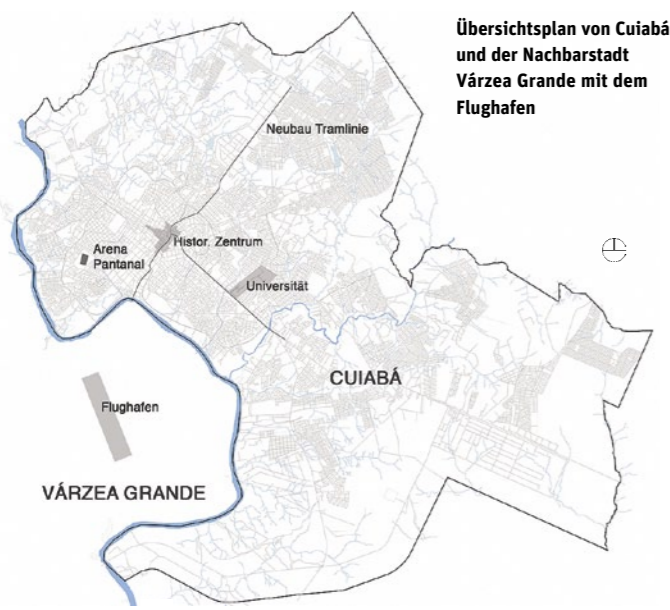 Übersichtsplan von Cuiabá
und der Nachbarstadt
Várzea Grande mit dem
Flughafen
Neubau Tramlinie
Histor. Zentrum
Arena
Pantanal
Universität
CUIABÁ
Flughafen
VÁRZEA GRANDE